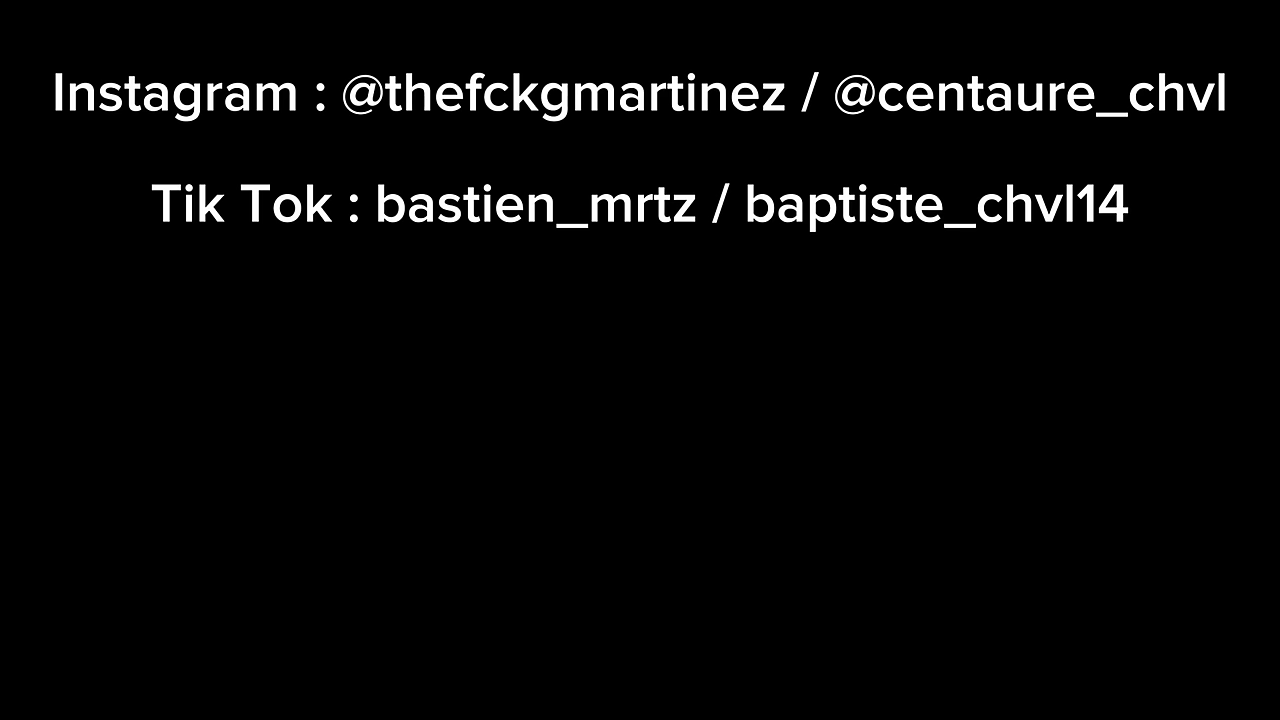 Instagram : @thefckgmartinez / @centaure_chvl
Tik Tok : bastien_mrtz / baptiste_chvl14